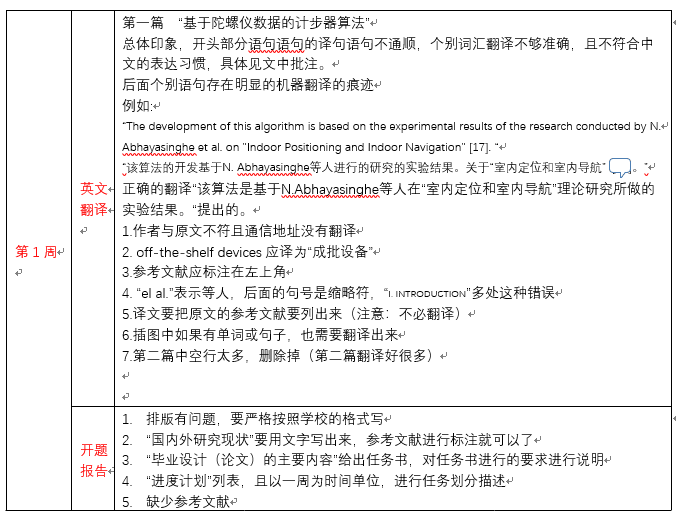 第 1 周
英文
翻译
第一篇 “基于陀螺仪数据的计步器算法”
总体印象，开头部分语句语句的译句语句不通顺，个别词汇翻译不够准确，且不符合中
文的表达习惯，具体见文中批注。
后面个别语句存在明显的机器翻译的痕迹
例如:
“The development of this algorithm is based on the experimental results of the research conducted by N.
Abhayasinghe et al. on "Indoor Positioning and Indoor Navigation" [17]. “
“该算法的开发基于N. Abhayasinghe等人进行的研究的实验结果。关于“室内定位和室内导航” 。”
正确的翻译“该算法是基于N.Abhayasinghe等人在“室内定位和室内导航”理论研究所做的
实验结果。“提出的。
1.作者与原文不符且通信地址没有翻译
2. off-the-shelf devices 应译为“成批设备”
3.参考文献应标注在左上角
4. “el al.”表示等人，后面的句号是缩略符，“I. INTRODUCTION”多处这种错误
5.译文要把原文的参考文献要列出来（注意：不必翻译）
6.插图中如果有单词或句子，也需要翻译出来
7.第二篇中空行太多，删除掉（第二篇翻译好很多）
开题
报告
1. 排版有问题，要严格按照学校的格式写
2. “国内外研究现状”要用文字写出来，参考文献进行标注就可以了
3. “毕业设计（论文）的主要内容”给出任务书，对任务书进行的要求进行说明
4. “进度计划”列表，且以一周为时间单位，进行任务划分描述
5. 缺少参考文献